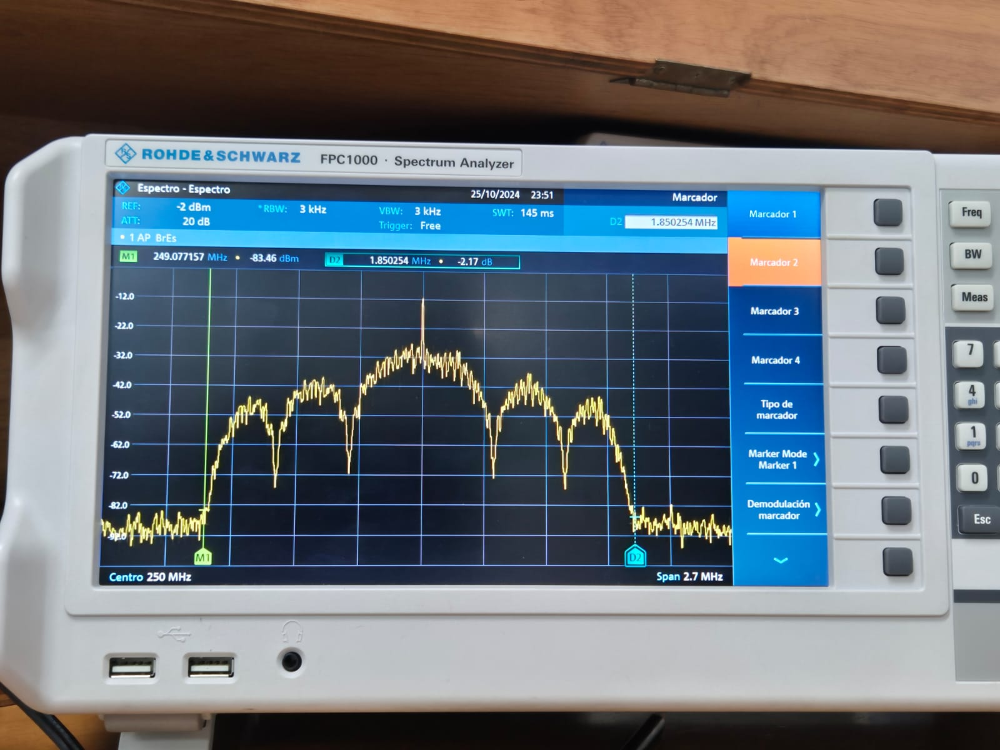 ROHDE & SCHWARZ FPC1000 · Spectrum Analyzer
Espectro - Espectro 25/10/2024 23:51 Marcador
REF: -2 dBm *RBW: 3 kHz VBW: 3 kHz SWT: 145 ms
ATT: 20 dB Trigger: Free D2 1.850254 MHz
• 1 AP BrEs
M1 249.077157 MHz • -83.46 dBm D2 1.850254 MHz • -2.17 dB
-12.0
-22.0
-32.0
-42.0
-52.0
-62.0
-72.0
-82.0
-92.0
M1 D2
Centro 250 MHz Span 2.7 MHz
Marcador 1
Marcador 2
Marcador 3
Marcador 4
Tipo de
marcador
Marker Mode
Marker 1
Demodulación
marcador
Freq
BW
Meas
7
4
ghi
1
pqrs
0
Esc